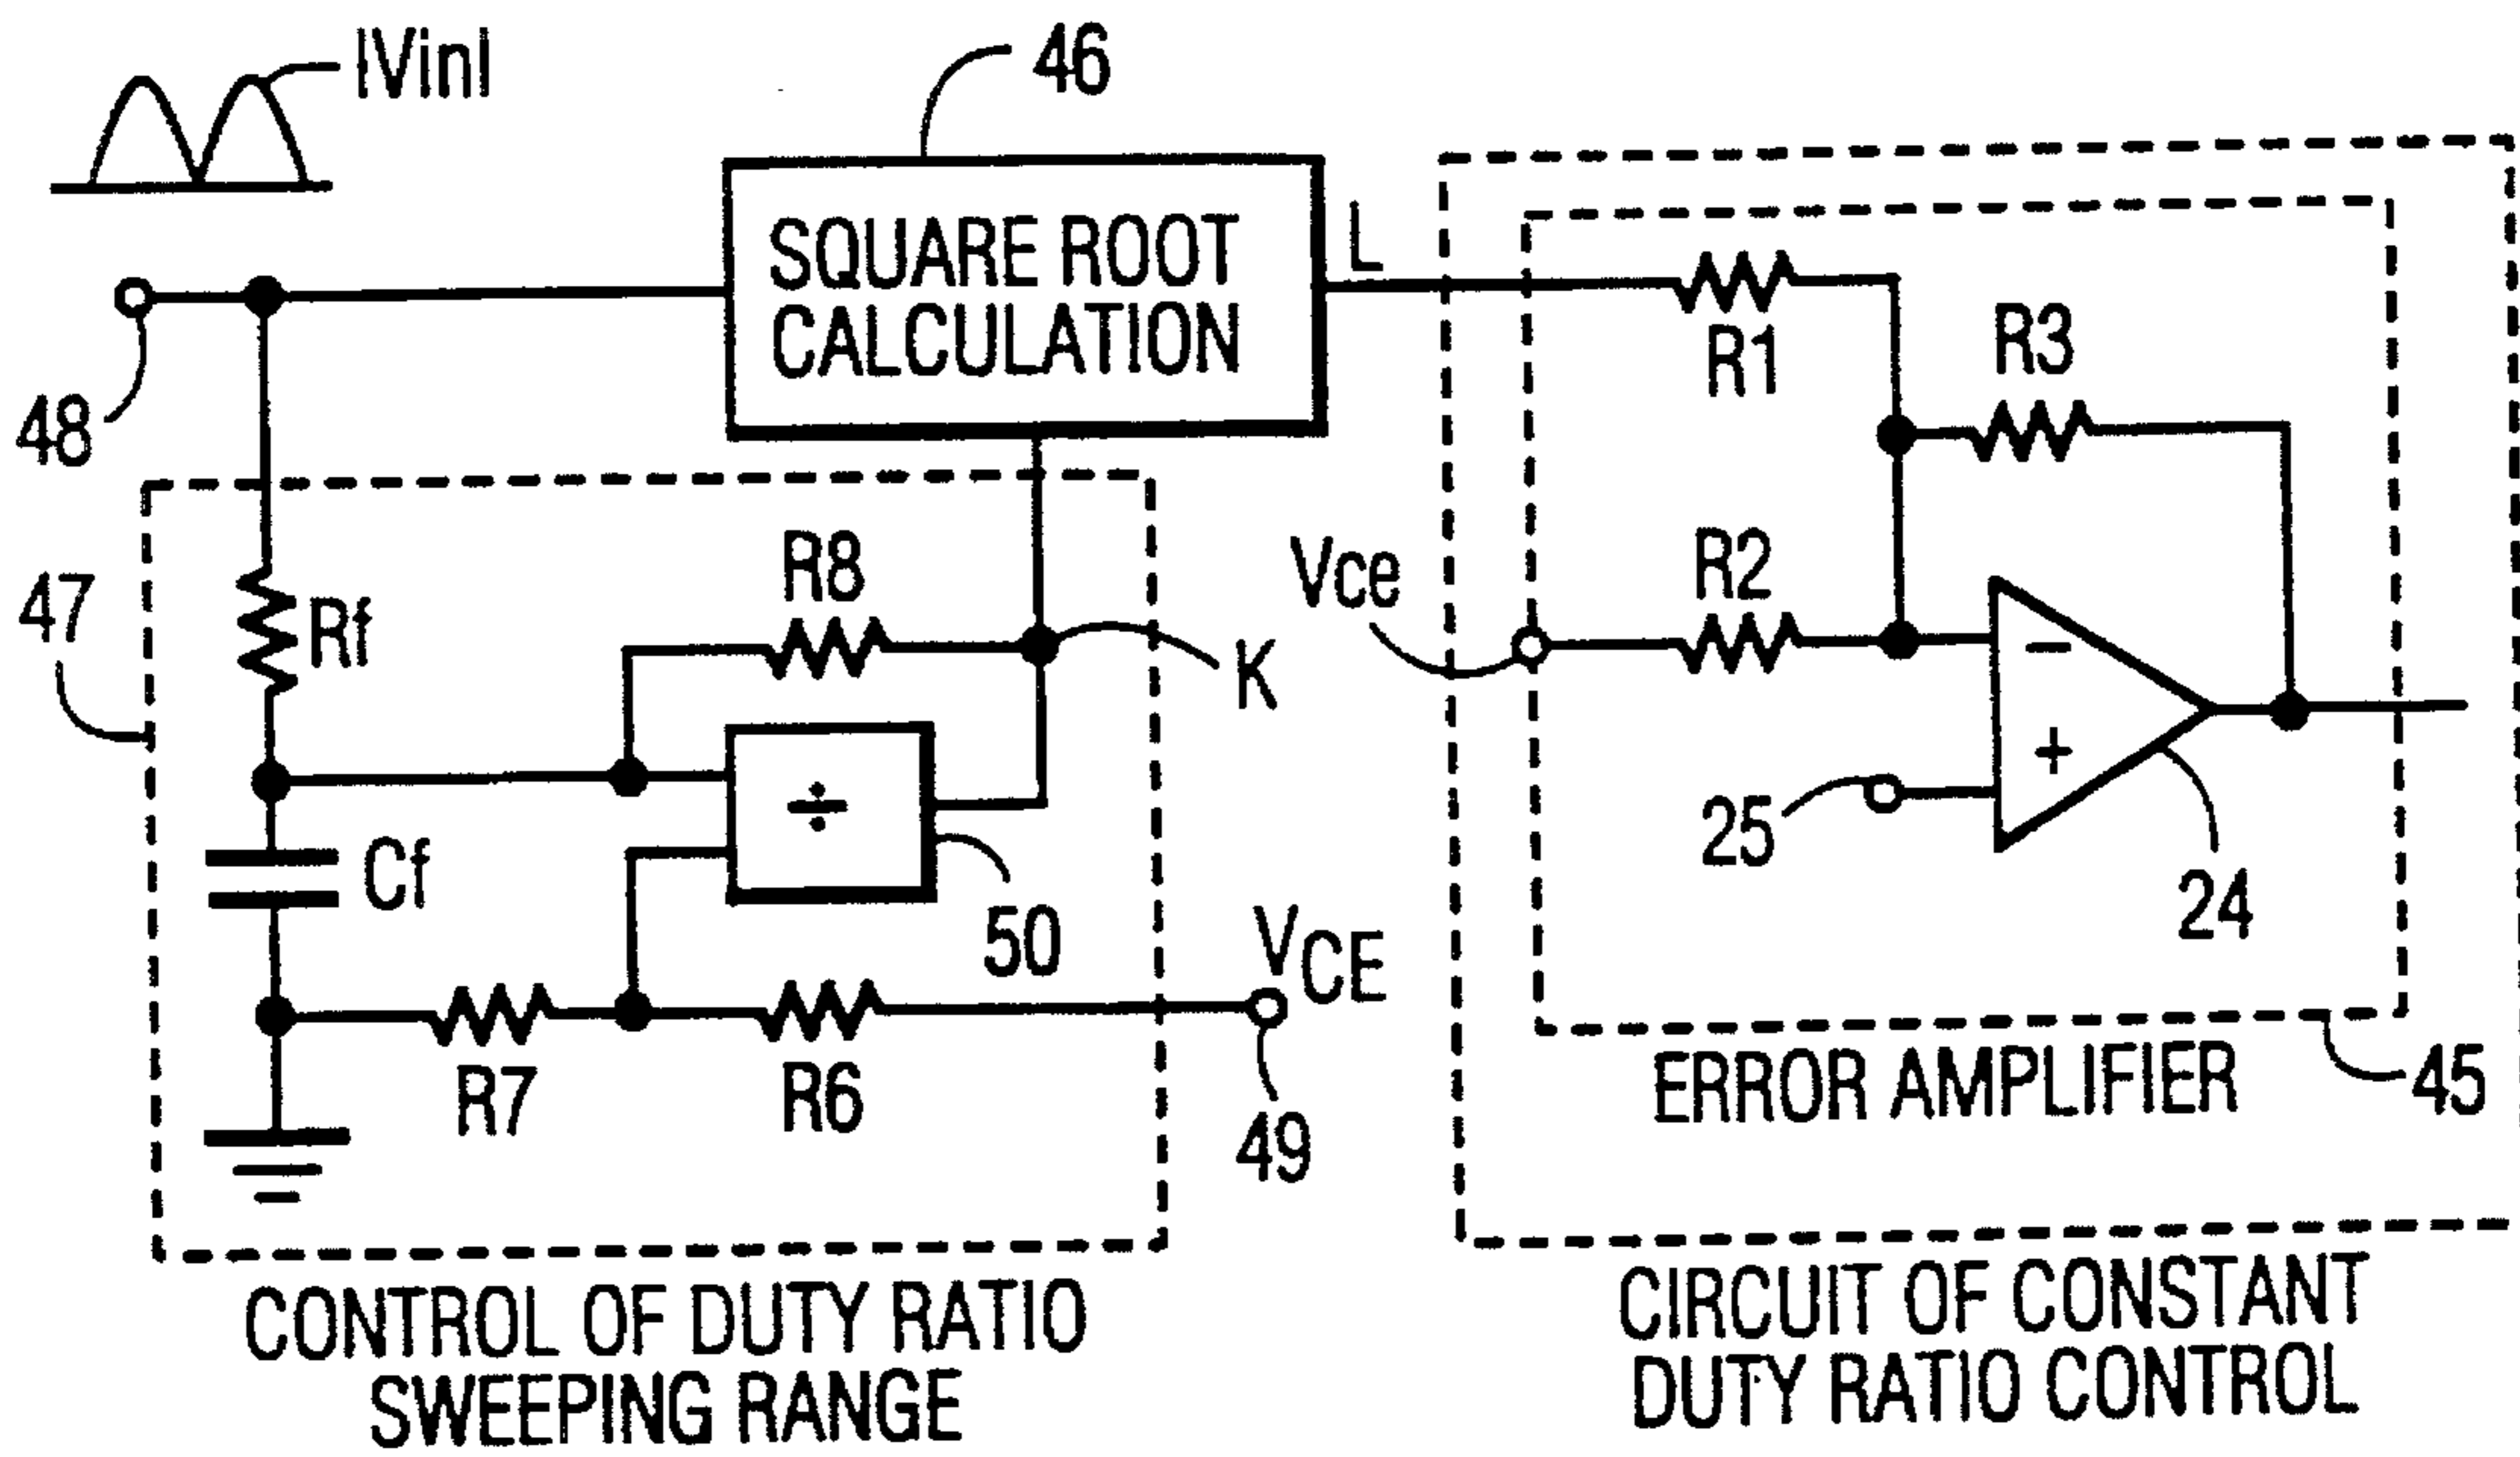 |Vin|
46
SQUARE ROOT
CALCULATION
L
R1
R3
48
47
Rf
R8
K
Vce
R2
−
+
÷
25
24
Cf
50
VCE
R7
R6
49
ERROR AMPLIFIER
45
CONTROL OF DUTY RATIO
SWEEPING RANGE
CIRCUIT OF CONSTANT
DUTY RATIO CONTROL